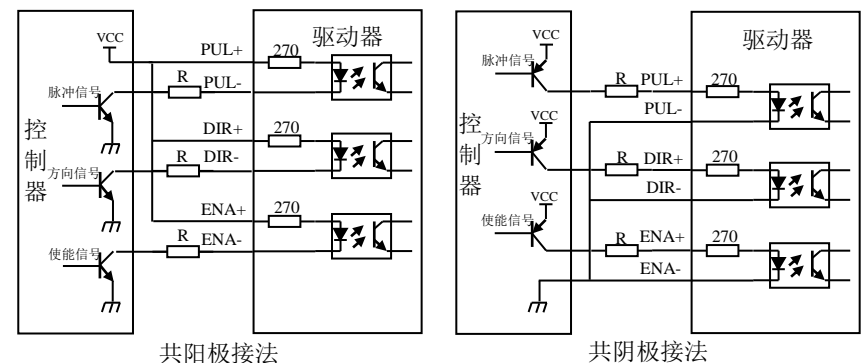 VCC
PUL+
270
驱动器
脉冲信号
R
PUL-
控制器
DIR+
270
方向信号
R
DIR-
ENA+
270
使能信号
R
ENA-
共阳极接法
VCC
驱动器
脉冲信号
R
PUL+
270
PUL-
VCC
控制器
方向信号
R
DIR+
270
DIR-
VCC
使能信号
R
ENA+
270
ENA-
共阴极接法